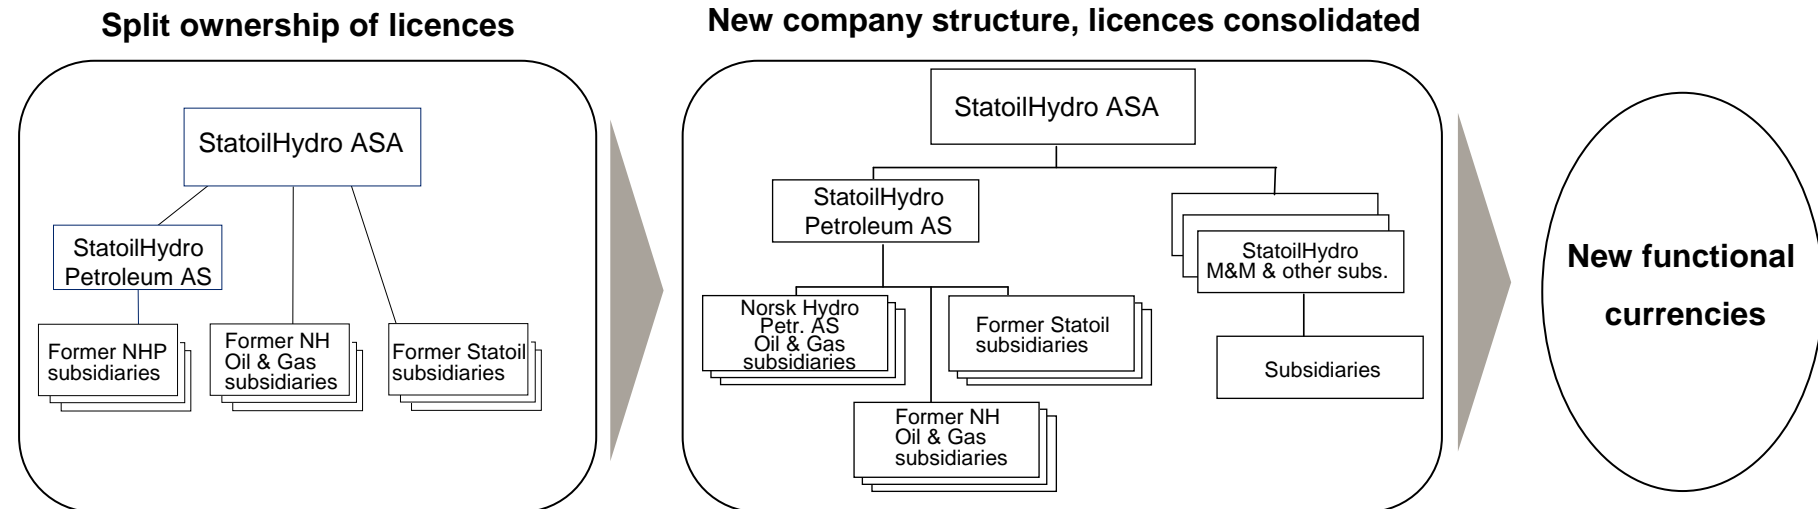 Split ownership of licences
StatoilHydro ASA
StatoilHydro
Petroleum AS
Former NHP
subsidiaries
Former NH
Oil & Gas
subsidiaries
Former Statoil
subsidiaries
New company structure, licences consolidated
StatoilHydro ASA
StatoilHydro
Petroleum AS
StatoilHydro
M&M & other subs.
Norsk Hydro
Petr. AS
Oil & Gas
subsidiaries
Former Statoil
subsidiaries
Subsidiaries
Former NH
Oil & Gas
subsidiaries
New functional
currencies